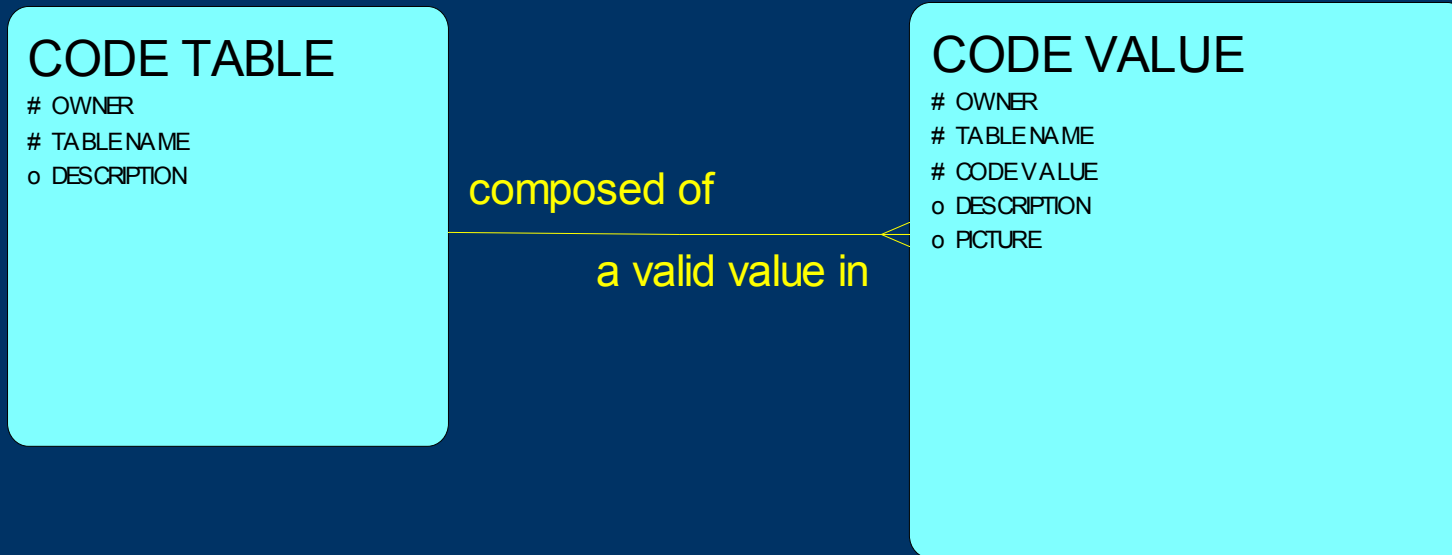 CODE TABLE
# OWNER
# TABLE NAME
o DESCRIPTION
composed of
a valid value in
CODE VALUE
# OWNER
# TABLE NAME
# CODE VALUE
o DESCRIPTION
o PICTURE